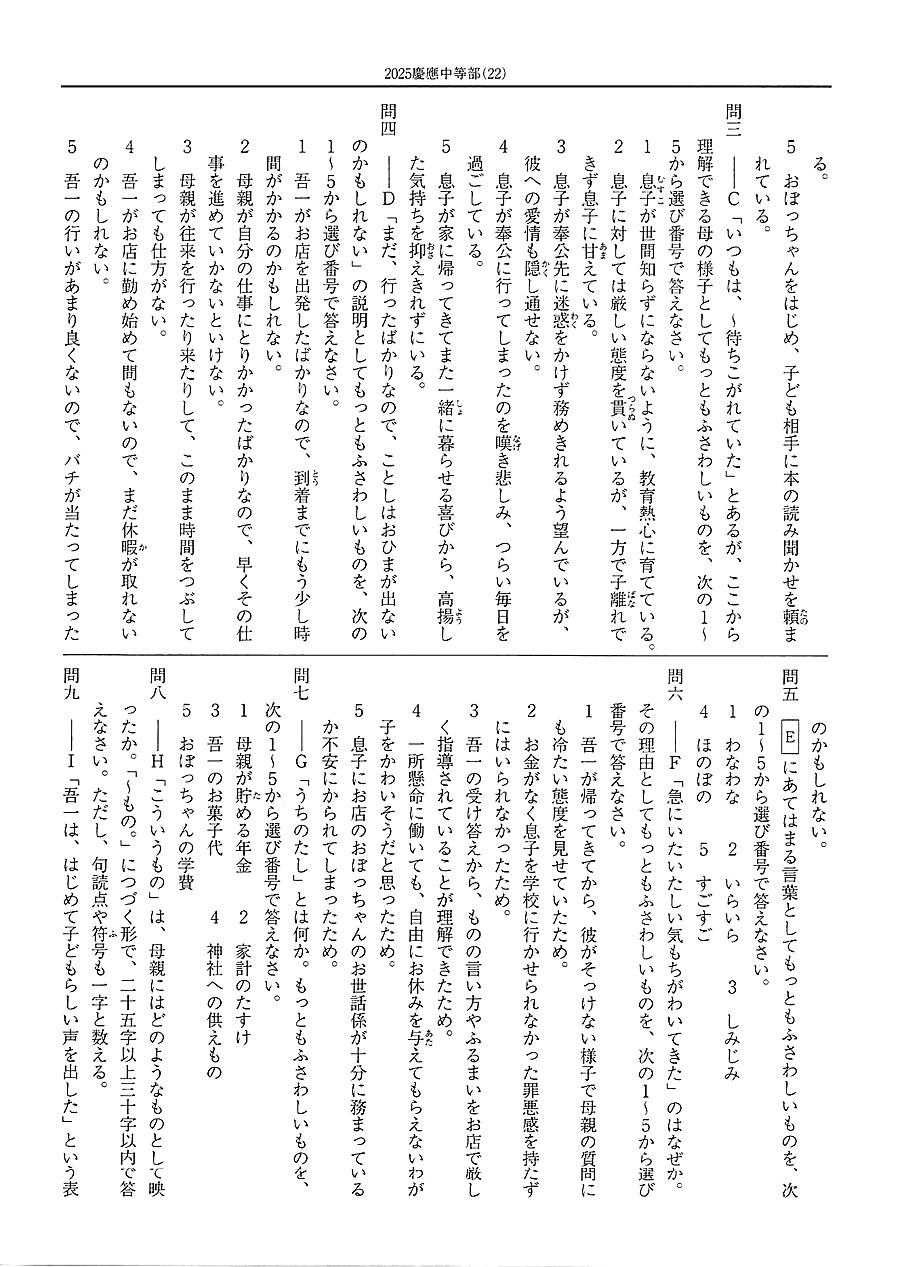 2025慶應中等部(22)
る。
5　おぼっちゃんをはじめ、子ども相手に本の読み聞かせを頼ま
れている。
問三　――C「いつもは、〜待ちこがれていた」とあるが、ここから
理解できる母の様子としてもっともふさわしいものを、次の1〜
5から選び番号で答えなさい。
1　息子が世間知らずにならないように、教育熱心に育てている。
2　息子に対しては厳しい態度を貫いているが、一方で子離れで
きず息子に甘えている。
3　息子が奉公先に迷惑をかけず務めきれるよう望んでいるが、
彼への愛情も隠し通せない。
4　息子が奉公に行ってしまったのを嘆き悲しみ、つらい毎日を
過ごしている。
5　息子が家に帰ってきてまた一緒に暮らせる喜びから、高揚し
た気持ちを抑えきれずにいる。
問四　――D「まだ、行ったばかりなので、ことしはおひまが出ない
のかもしれない」の説明としてもっともふさわしいものを、次の
1〜5から選び番号で答えなさい。
1　吾一がお店を出発したばかりなので、到着までにもう少し時
間がかかるのかもしれない。
2　母親が自分の仕事にとりかかったばかりなので、早くその仕
事を進めていかないといけない。
3　母親が往来を行ったり来たりして、このまま時間をつぶして
しまっても仕方がない。
4　吾一がお店に勤め始めて間もないので、まだ休暇が取れない
のかもしれない。
5　吾一の行いがあまり良くないので、バチが当たってしまった
のかもしれない。
問五　E にあてはまる言葉としてもっともふさわしいものを、次
の1〜5から選び番号で答えなさい。
1　わなわな　2　いらいら　3　しみじみ
4　ほのぼの　5　すごすご
問六　――F「急にいたいたしい気もちがわいてきた」のはなぜか。
その理由としてもっともふさわしいものを、次の1〜5から選び
番号で答えなさい。
1　吾一が帰ってきてから、彼がそっけない様子で母親の質問に
も冷たい態度を見せていたため。
2　お金がなく息子を学校に行かせられなかった罪悪感を持たず
にはいられなかったため。
3　吾一の受け答えから、ものの言い方やふるまいをお店で厳し
く指導されていることが理解できたため。
4　一所懸命に働いても、自由にお休みを与えてもらえないわが
子をかわいそうだと思ったため。
5　息子にお店のおぼっちゃんのお世話係が十分に務まっている
か不安にかられてしまったため。
問七　――G「うちのたし」とは何か。もっともふさわしいものを、
次の1〜5から選び番号で答えなさい。
1　母親が貯める年金　2　家計のたすけ
3　吾一のお菓子代　4　神社への供えもの
5　おぼっちゃんの学費
問八　――H「こういうもの」は、母親にはどのようなものとして映
ったか。「〜もの。」につづく形で、二十五字以上三十字以内で答
えなさい。ただし、句読点や符号も一字と数える。
問九　――I「吾一は、はじめて子どもらしい声を出した」という表